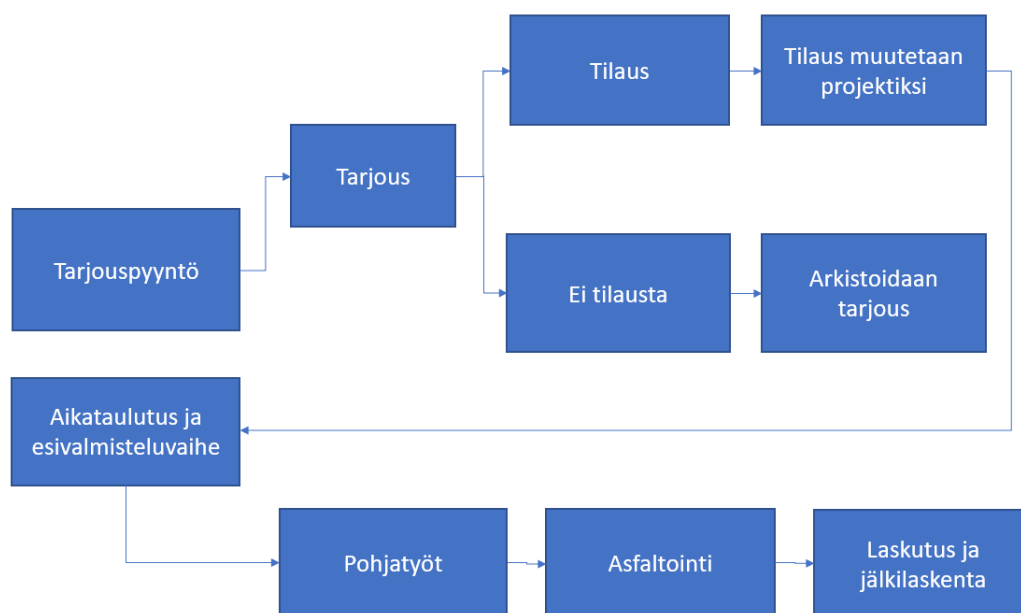 Tarjouspyyntö
Tarjous
Tilaus
Tilaus muutetaan
projektiksi
Ei tilausta
Arkistoidaan
tarjous
Aikataulutus ja
esivalmisteluvaihe
Pohjatyöt
Asfaltointi
Laskutus ja
jälkilaskenta